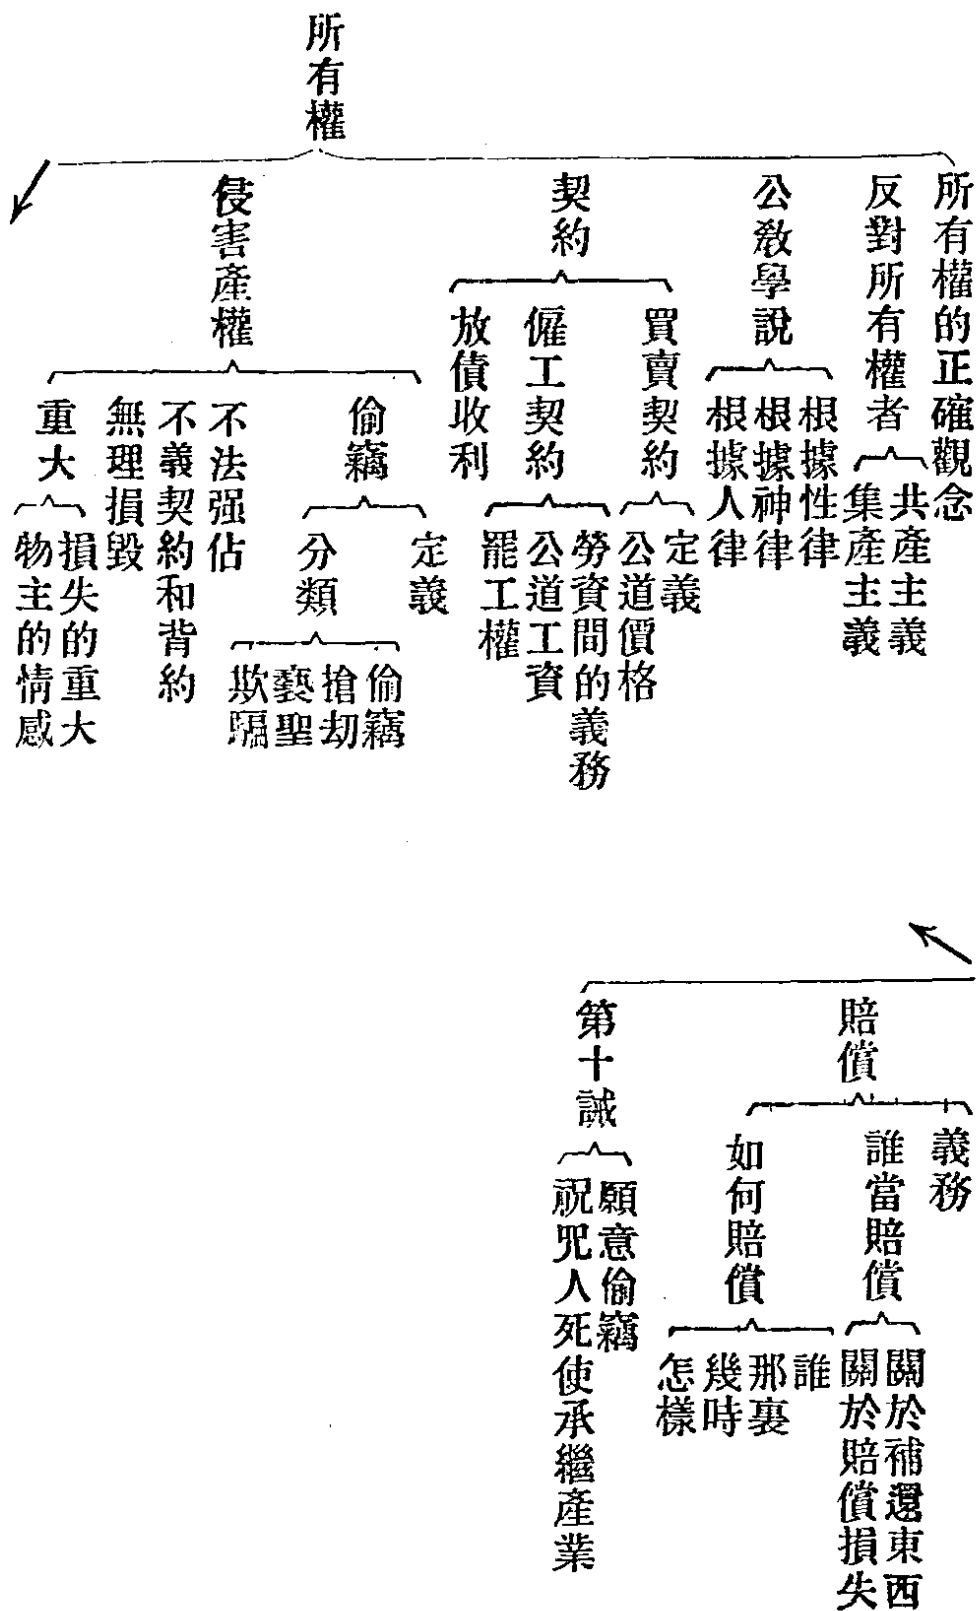 所有權
所有權的正確觀念
反對所有權者
共產主義
集產主義
公教學說
根據性律
根據神律
根據人律
契約
買賣契約
定義
公道價格
僱工契約
勞資間的義務
公道工資
罷工權
放債收利
侵害產權
偷竊
定義
分類
偷竊
搶刧
褻聖
欺騙
不法强佔
不義契約和背約
無理損毀
重大
損失的重大
物主的情感
賠償
義務
誰當賠償
關於補還東西
關於賠償損失
如何賠償
誰
那裏
幾時
怎樣
第十誡
願意偷竊
祝咒人死使承繼產業